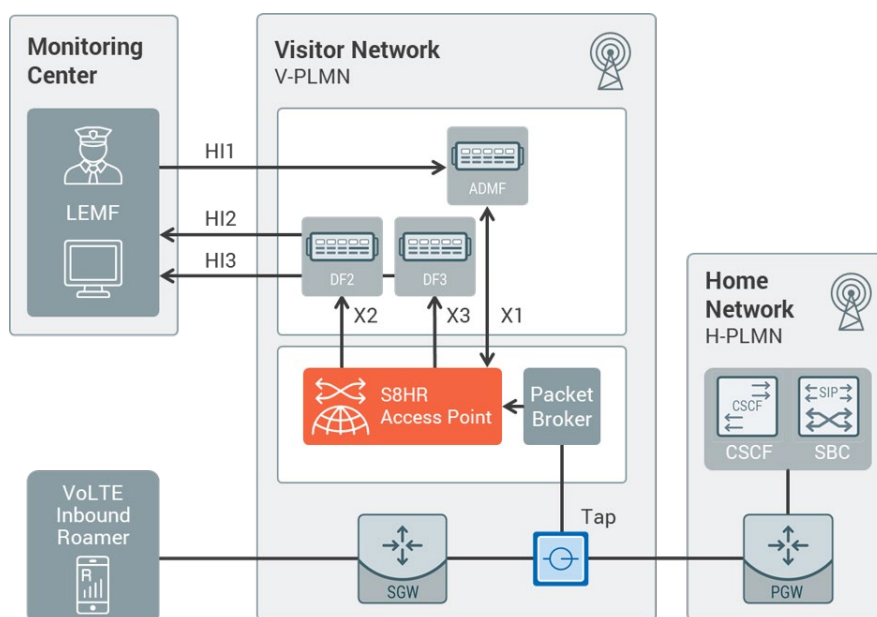 Monitoring
Center
LEMF
HI1
HI2
HI3
Visitor Network
V-PLMN
ADMF
DF2
DF3
X2
X3
X1
S8HR
Access Point
Packet
Broker
Tap
SGW
VoLTE
Inbound
Roamer
R
Home
Network
H-PLMN
CSCF
CSCF
SIP
SBC
PGW